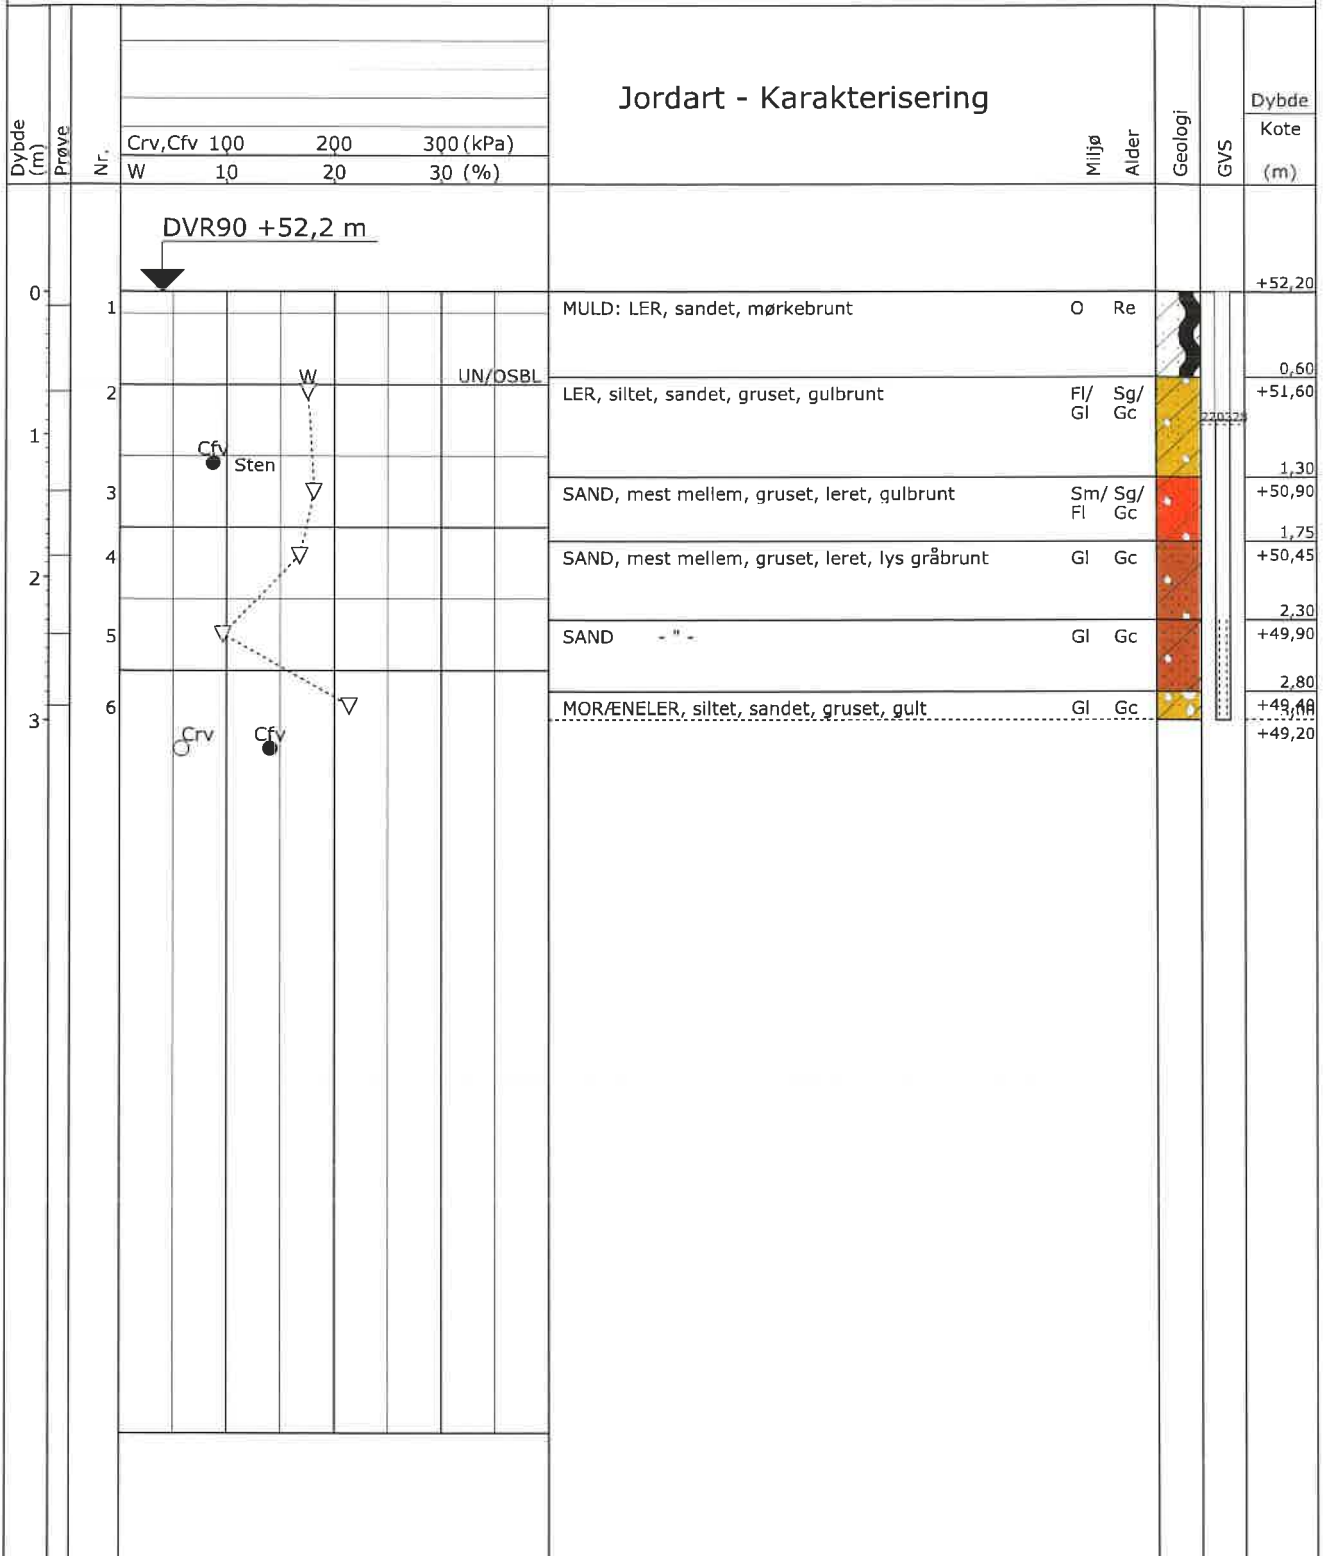 Jordart - Karakterisering
Dybde (m)
Prøve
Nr.
Crv,Cfv 100 200 300 (kPa)
W 10 20 30 (%)
Miljø
Alder
Geologi
GVS
Dybde
Kote
(m)
DVR90 +52,2 m
+52,20
0
1 MULD: LER, sandet, mørkebrunt O Re
0,60
W UN/OSBL
2 LER, siltet, sandet, gruset, gulbrunt Fl/ Sg/ +51,60
Gl Gc
220329
1
Cfv
Sten
1,30
3 SAND, mest mellem, gruset, leret, gulbrunt Sm/ Sg/ +50,90
Fl Gc
1,75
4 SAND, mest mellem, gruset, leret, lys gråbrunt Gl Gc +50,45
2
2,30
5 SAND - " - Gl Gc +49,90
2,80
6 MORÆNELER, siltet, sandet, gruset, gult Gl Gc +49,40
3,00
3
+49,20
Crv Cfv